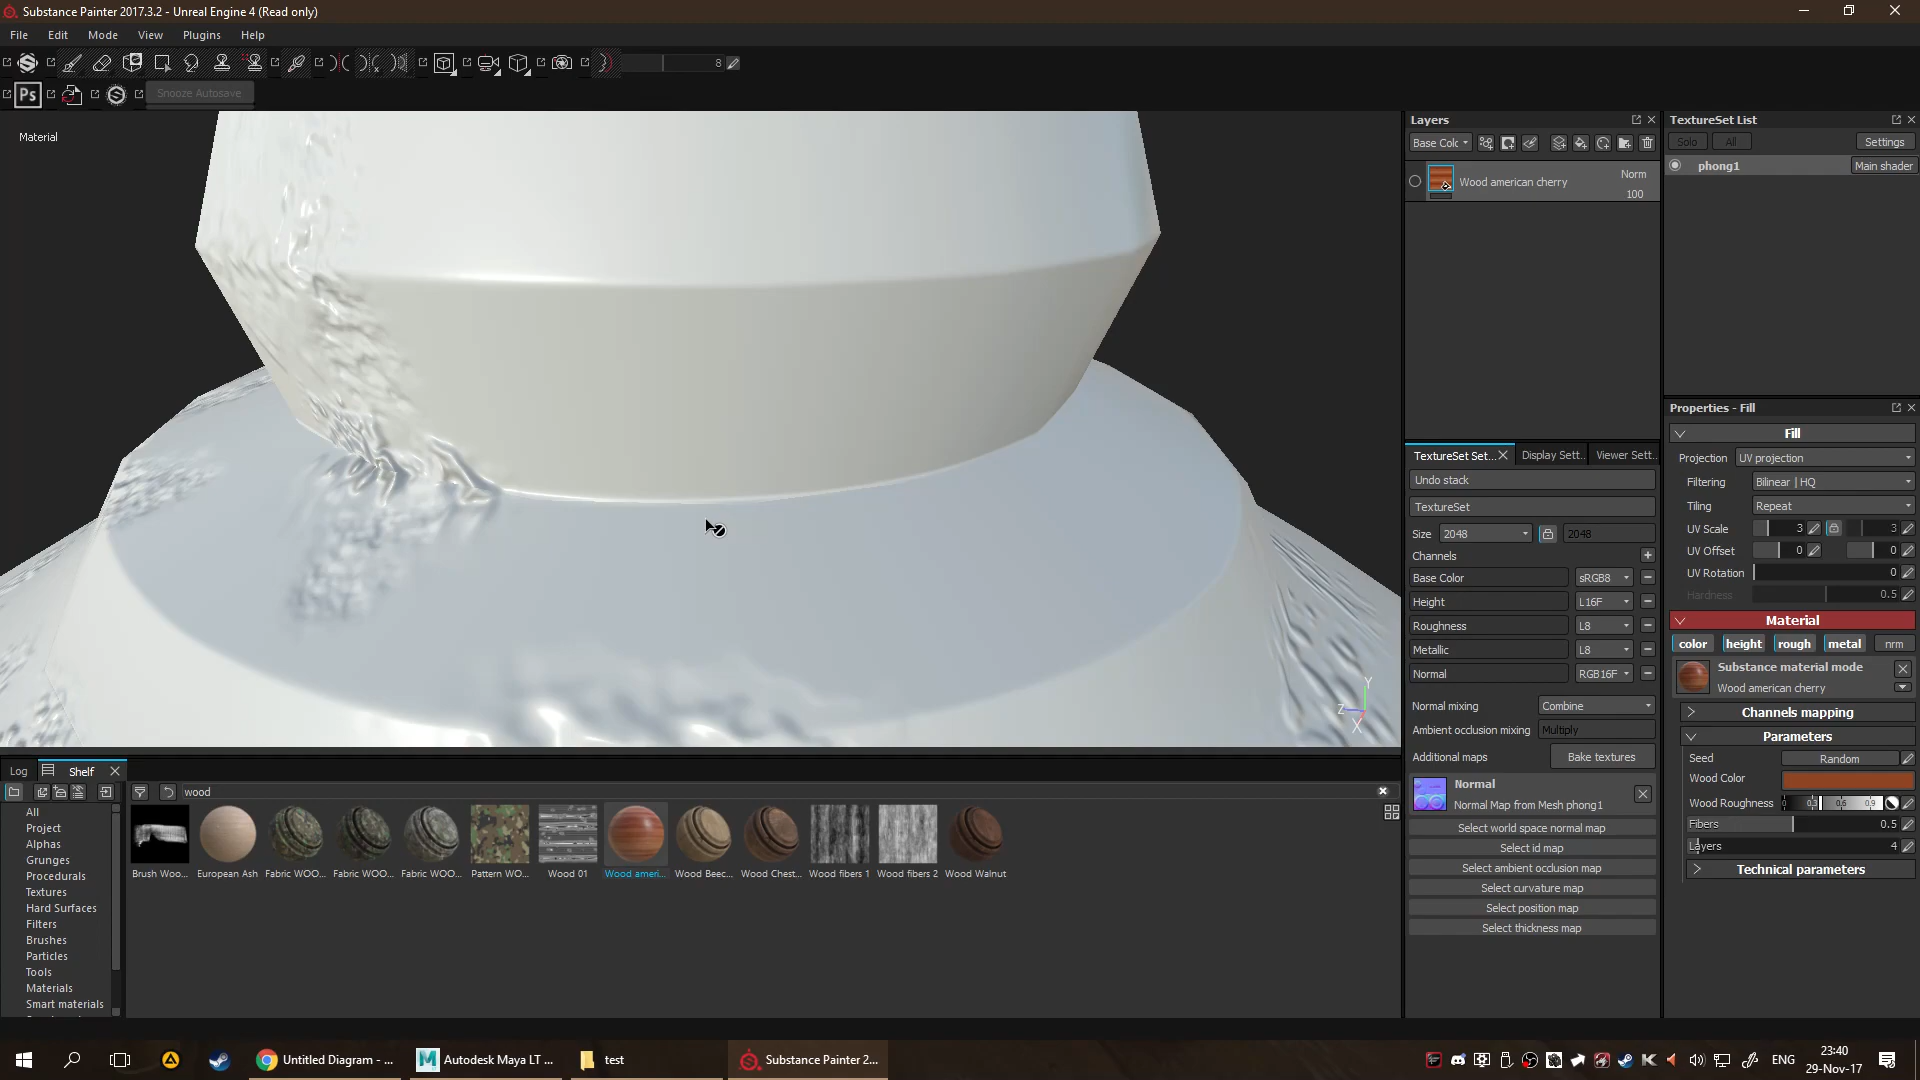 Substance Painter 2017.3.2 - Unreal Engine 4 (Read only)
File Edit Mode View Plugins Help
8
Ps
Snooze Autosave
Material
Y
Z
X
Layers
Base Colc
Wood american cherry
Norm
100
TextureSet List
Solo All Settings
phong1 Main shader
TextureSet Set... Display Sett.. Viewer Sett..
Undo stack
TextureSet
Size 2048 2048
Channels
Base Color sRGB8
Height L16F
Roughness L8
Metallic L8
Normal RGB16F
Normal mixing Combine
Ambient occlusion mixing Multiply
Additional maps Bake textures
Normal
Normal Map from Mesh phong1
Select world space normal map
Select id map
Select ambient occlusion map
Select curvature map
Select position map
Select thickness map
Properties - Fill
Fill
Projection UV projection
Filtering Bilinear | HQ
Tiling Repeat
UV Scale 3 3
UV Offset 0 0
UV Rotation 0
Hardness 0.5
Material
color height rough metal nrm
Substance material mode
Wood american cherry
Channels mapping
Parameters
Seed Random
Wood Color
Wood Roughness 0 0.3 0.6 0.9
Fibers 0.5
Layers 4
Technical parameters
Log Shelf
wood
All
Project
Alphas
Grunges
Procedurals
Textures
Hard Surfaces
Filters
Brushes
Particles
Tools
Materials
Smart materials
Brush Woo... European Ash Fabric WOO... Fabric WOO... Fabric WOO... Pattern WO... Wood 01 Wood ameri... Wood Beec... Wood Chest... Wood fibers 1 Wood fibers 2 Wood Walnut
Untitled Diagram - ... Autodesk Maya LT ... test Substance Painter 2...
ENG
23:40
29-Nov-17